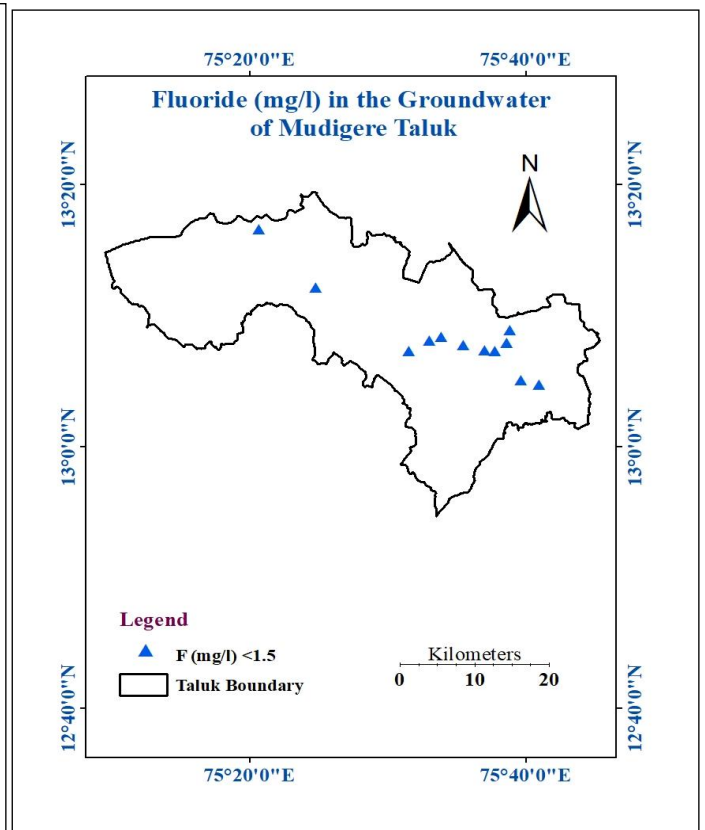 75°20'0"E 75°40'0"E
Fluoride (mg/l) in the Groundwater
of Mudigere Taluk
N
13°20'0"N 13°20'0"N
13°0'0"N 13°0'0"N
Legend
F (mg/l) <1.5
Taluk Boundary
Kilometers
0 10 20
12°40'0"N 12°40'0"N
75°20'0"E 75°40'0"E